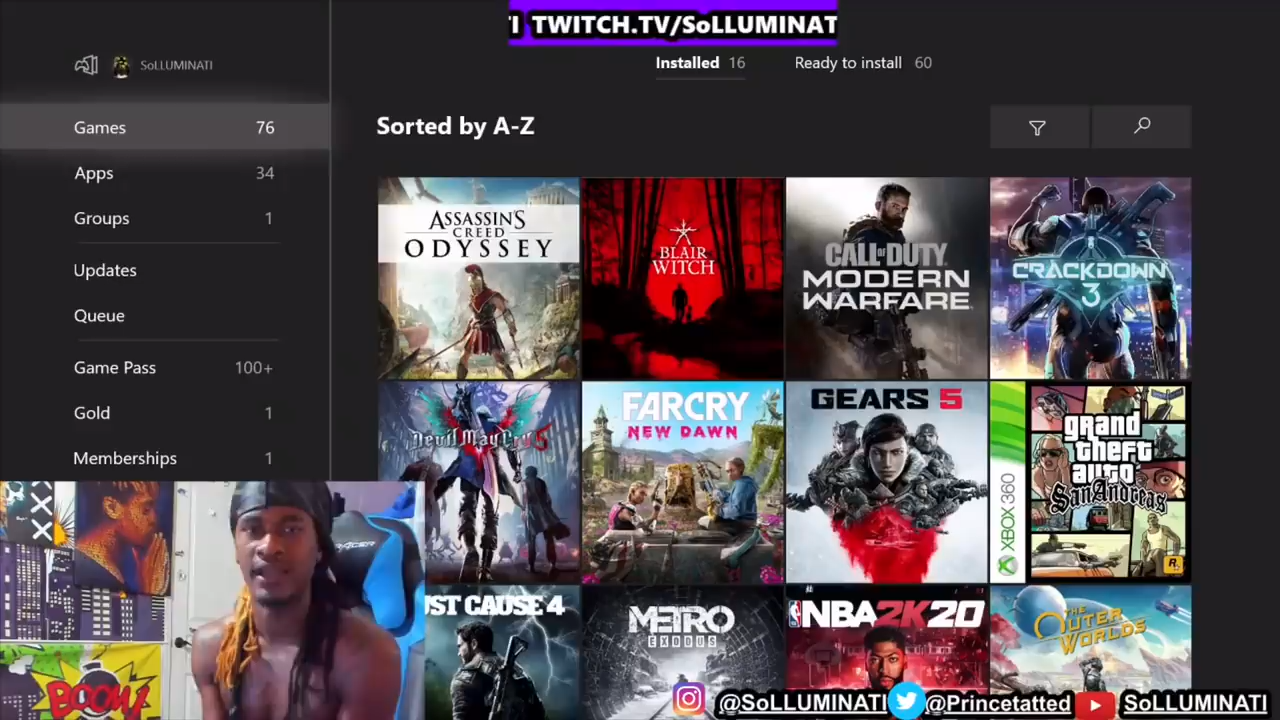 I TWITCH.TV/SoLLUMINAT
SoLLUMINATI
Installed 16
Ready to install 60
Games 76
Apps 34
Groups 1
Updates
Queue
Game Pass 100+
Gold 1
Memberships 1
Sorted by A-Z
ASSASSIN'S
CREED
ODYSSEY
BLAIR
WITCH
CALL OF DUTY
MODERN
WARFARE
CRACKDOWN
3
Devil May Cry 5
FARCRY
NEW DAWN
GEARS 5
XBOX 360
grand
theft
auto
SanAndreas
R
UST CAUSE 4
METRO
EXODUS
NBA 2K20
THE
OUTER
WORLDS
RACER
BOOM
@SoLLUMINATI
@Princetatted
SoLLUMINATI